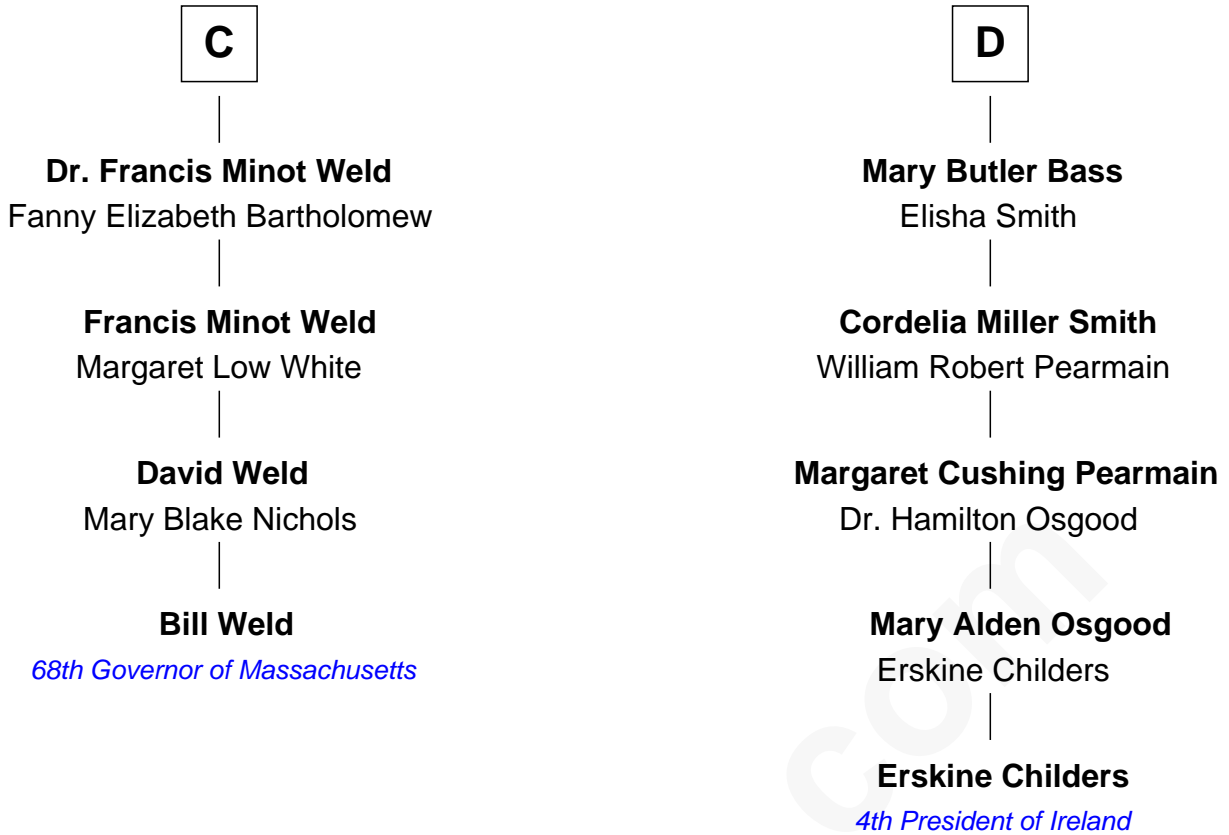 C
Dr. Francis Minot Weld
Fanny Elizabeth Bartholomew
Francis Minot Weld
Margaret Low White
David Weld
Mary Blake Nichols
Bill Weld
68th Governor of Massachusetts
D
Mary Butler Bass
Elisha Smith
Cordelia Miller Smith
William Robert Pearmain
Margaret Cushing Pearmain
Dr. Hamilton Osgood
Mary Alden Osgood
Erskine Childers
Erskine Childers
4th President of Ireland
com